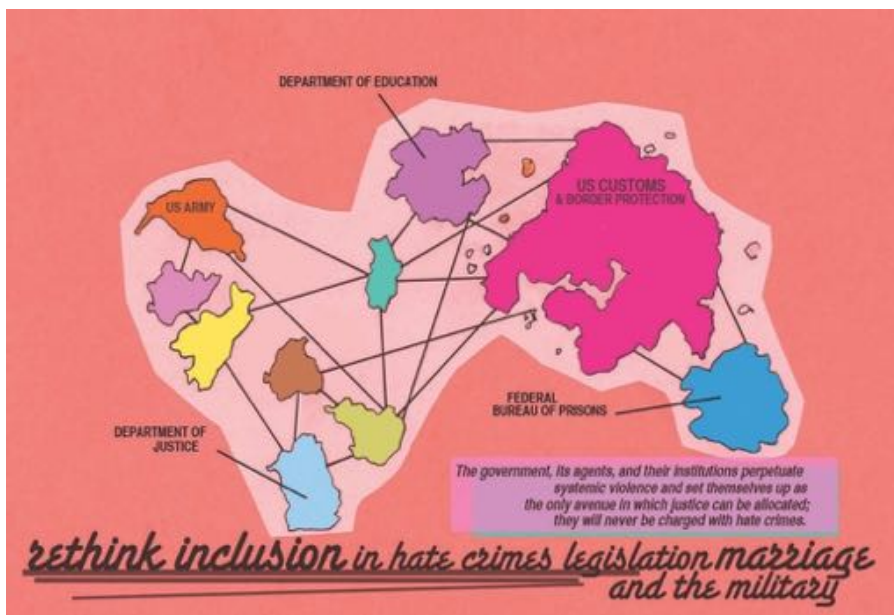 DEPARTMENT OF EDUCATION
US ARMY
US CUSTOMS
& BORDER PROTECTION
FEDERAL
BUREAU OF PRISONS
DEPARTMENT OF
JUSTICE
The government, its agents, and their institutions perpetuate
systemic violence and set themselves up as
the only avenue in which justice can be allocated;
they will never be charged with hate crimes.
rethink inclusion in hate crimes legislation marriage
and the military